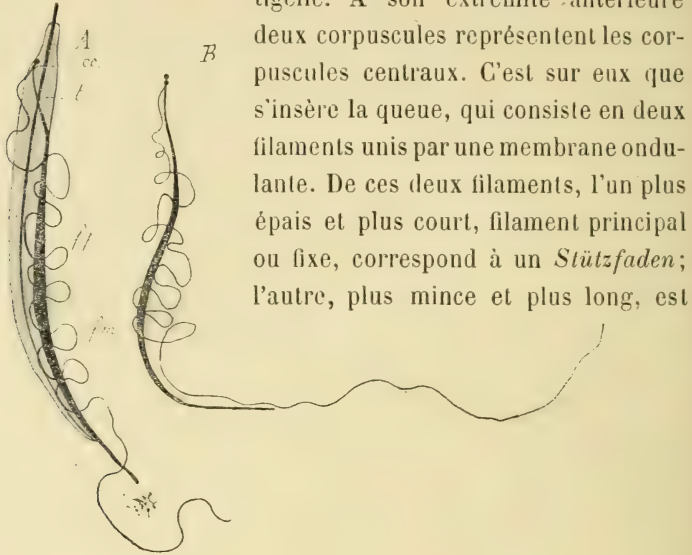 tigelle. A son extrémité antérieure
deux corpuscules représentent les cor-
puscules centraux. C'est sur eux que
s'insère la queue, qui consiste en deux
filaments unis par une membrane ondu-
lante. De ces deux filaments, l'un plus
épais et plus court, filament principal
ou fixe, correspond à un Stützfaden;
l'autre, plus mince et plus long, est
A
cc.
t
ff
fm
B